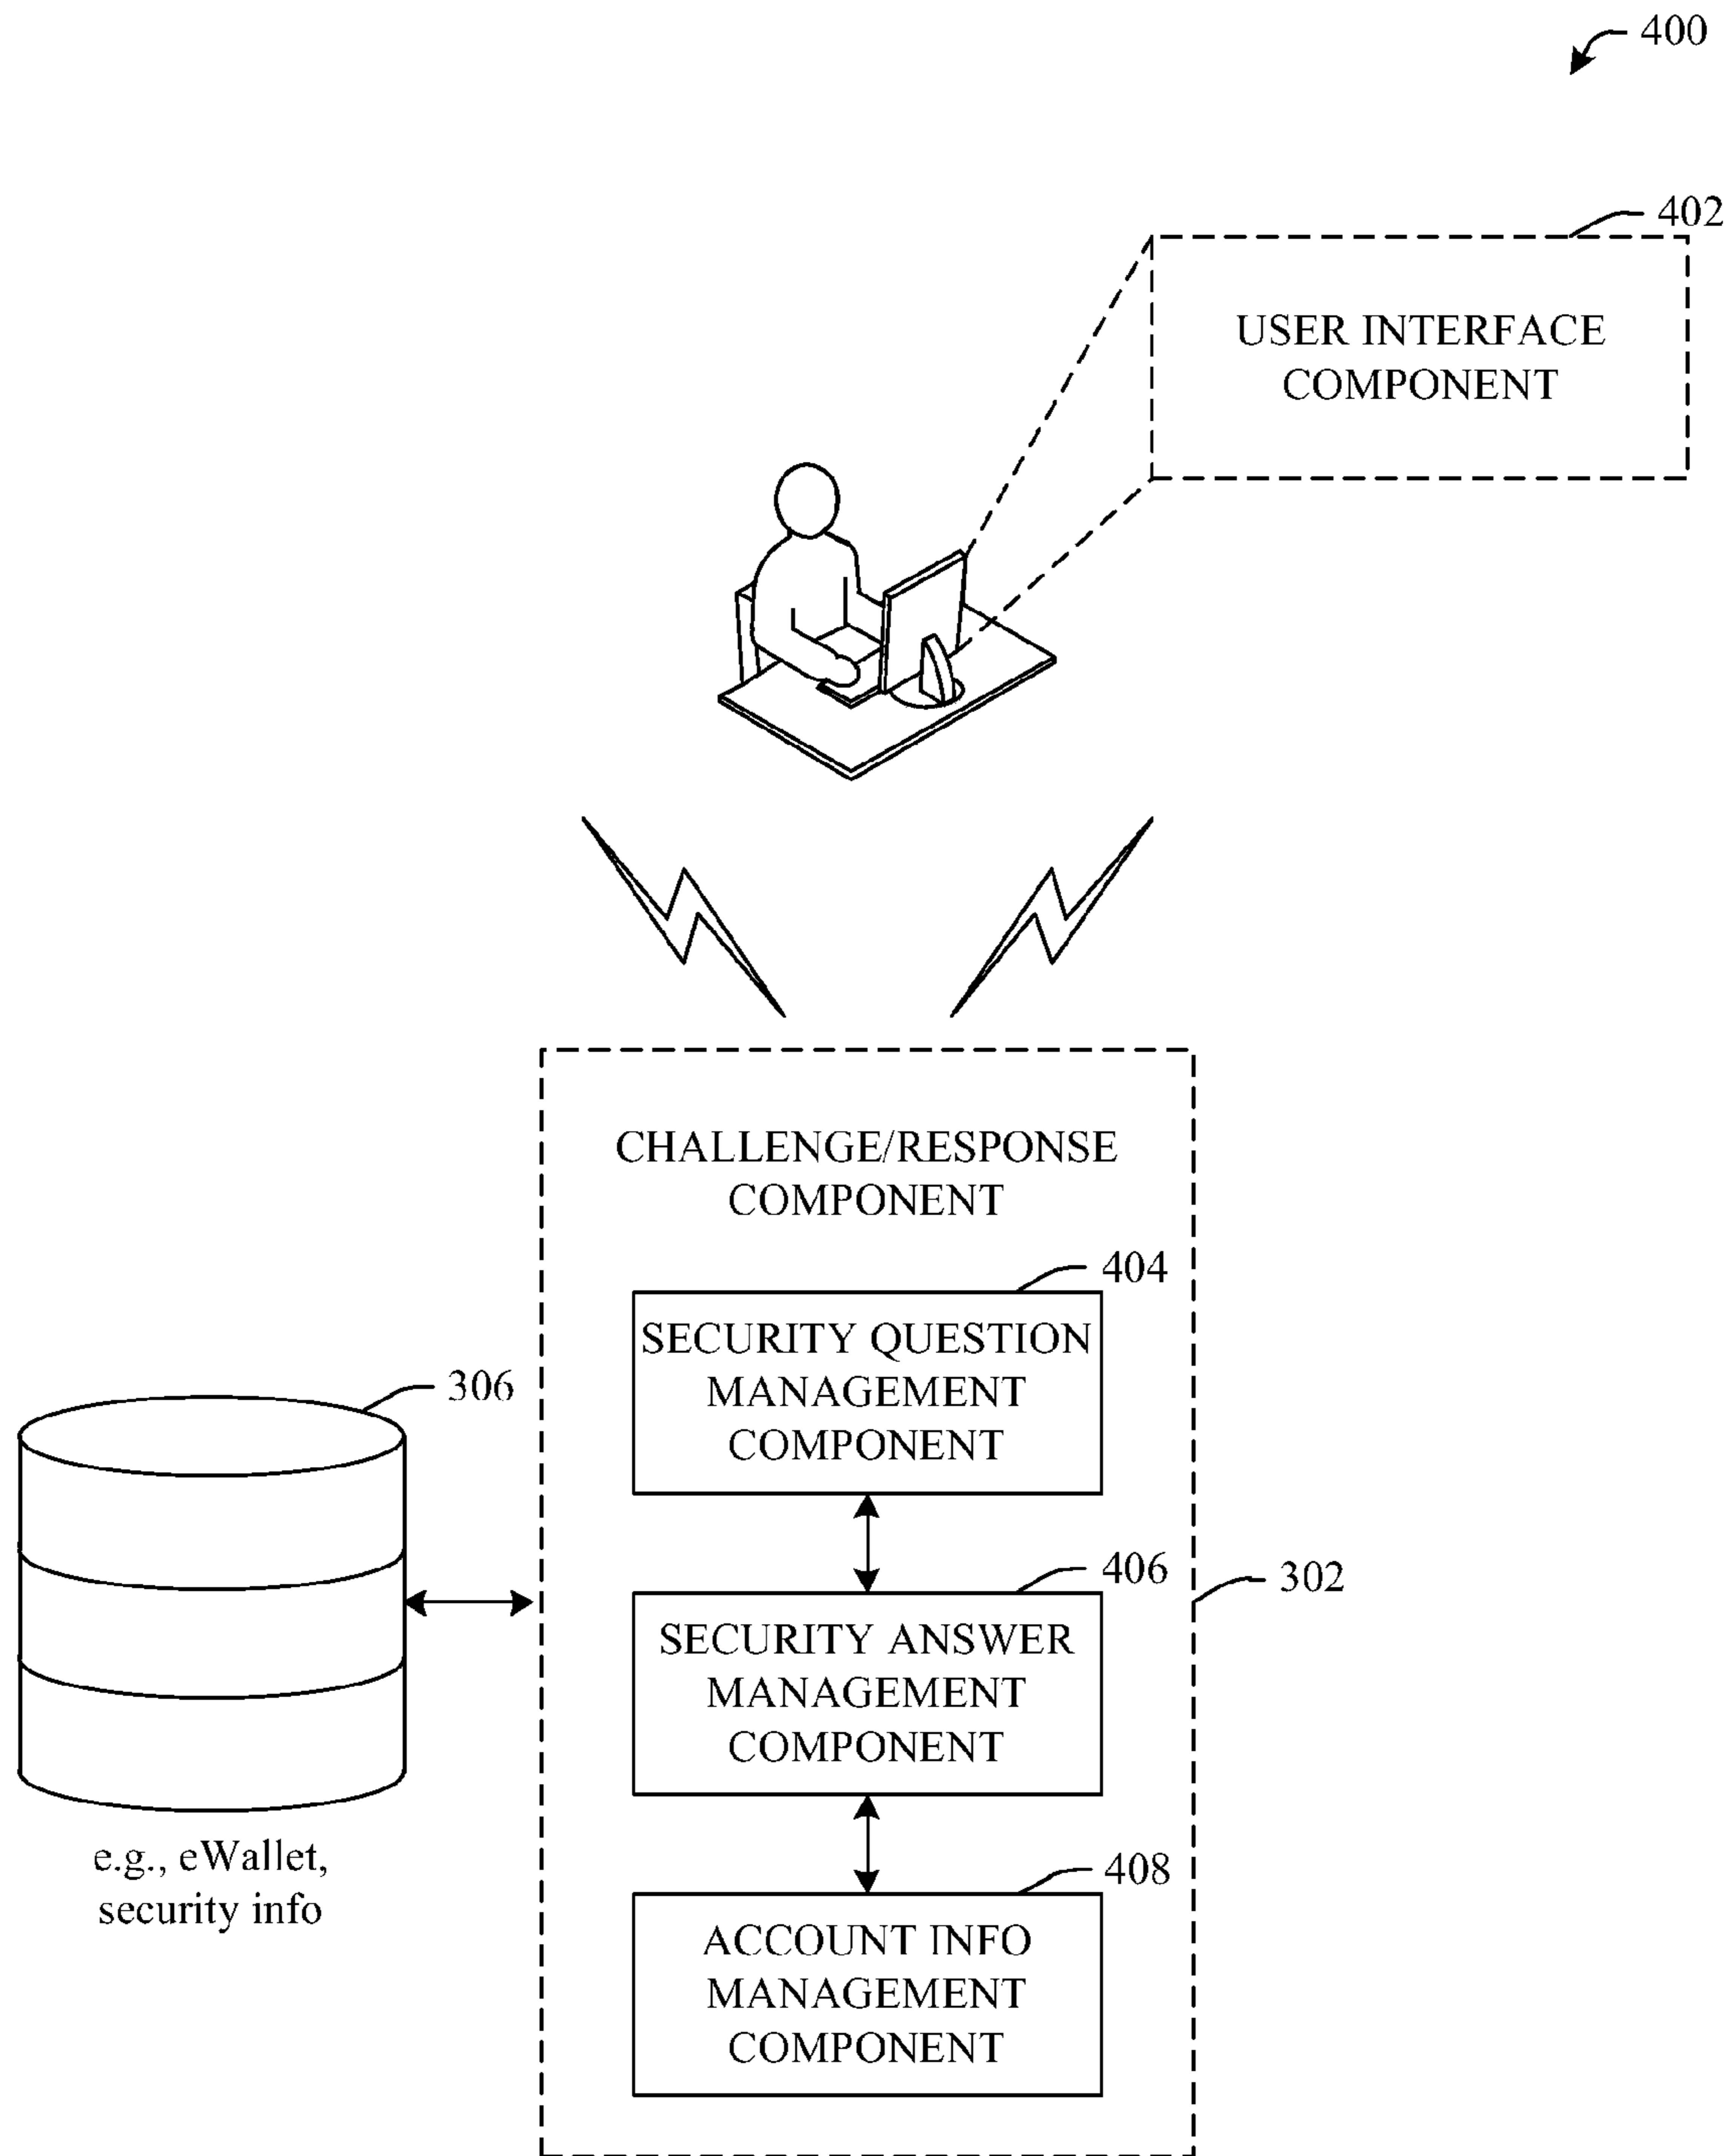 400
402
USER INTERFACE
COMPONENT
CHALLENGE/RESPONSE
COMPONENT
404
SECURITY QUESTION
MANAGEMENT
COMPONENT
306
406
302
SECURITY ANSWER
MANAGEMENT
COMPONENT
e.g., eWallet,
security info
408
ACCOUNT INFO
MANAGEMENT
COMPONENT